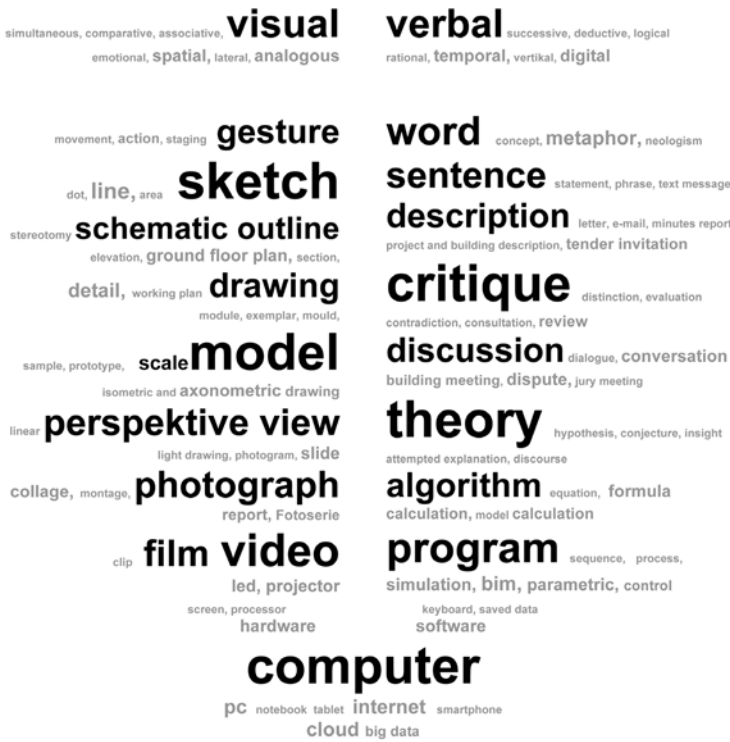 simultaneous, comparative, associative, visual
emotional, spatial, lateral, analogous
movement, action, staging gesture
dot, line, area sketch
stereotomy schematic outline
elevation, ground floor plan, section,
detail, working plan drawing
module, exemplar, mould,
sample, prototype, scale model
isometric and axonometric drawing
linear perspektive view
light drawing, photogram, slide
collage, montage, photograph
report, Fotoserie
clip film video
led, projector
screen, processor
hardware
verbal successive, deductive, logical
rational, temporal, vertikal, digital
word concept, metaphor, neologism
sentence statement, phrase, text message
description letter, e-mail, minutes report
project and building description, tender invitation
critique distinction, evaluation
contradiction, consultation, review
discussion dialogue, conversation
building meeting, dispute, jury meeting
theory hypothesis, conjecture, insight
attempted explanation, discourse
algorithm equation, formula
calculation, model calculation
program sequence, process,
simulation, bim, parametric, control
keyboard, saved data
software
computer
pc notebook tablet internet smartphone
cloud big data